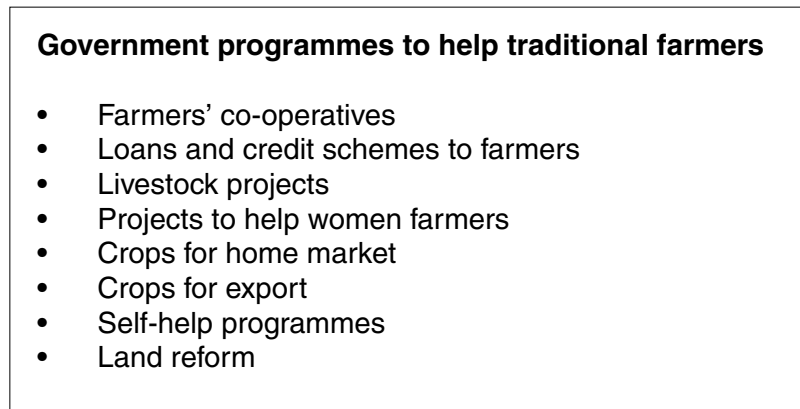 Government programmes to help traditional farmers
• Farmers’ co-operatives
• Loans and credit schemes to farmers
• Livestock projects
• Projects to help women farmers
• Crops for home market
• Crops for export
• Self-help programmes
• Land reform